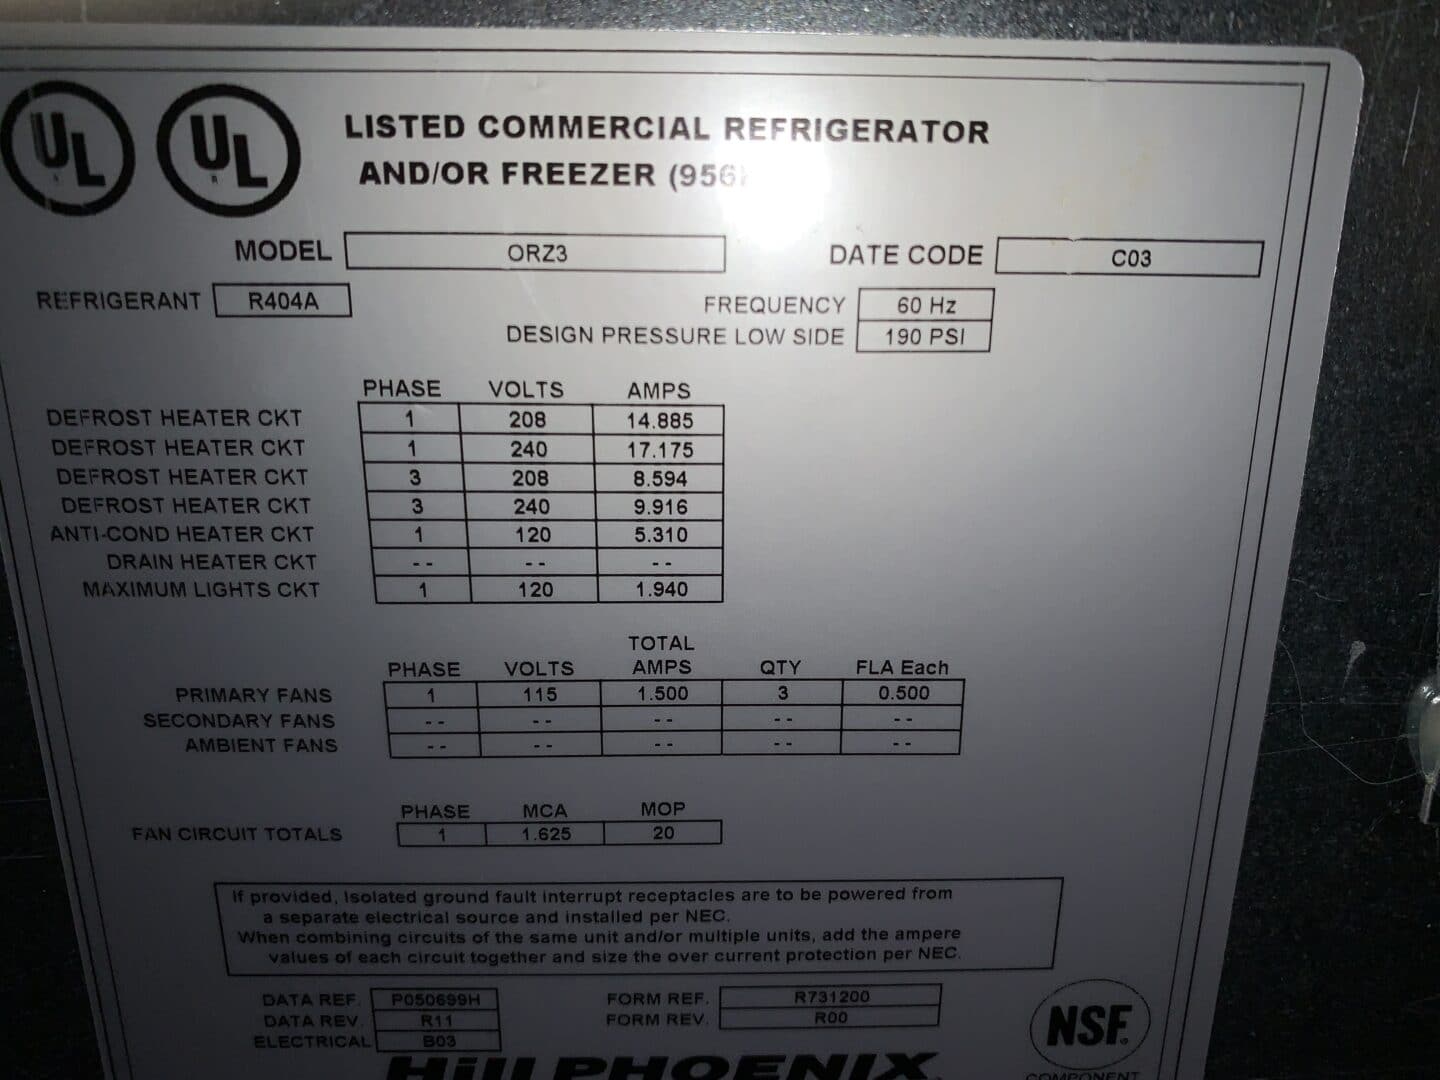 UL UL
R R
LISTED COMMERCIAL REFRIGERATOR
AND/OR FREEZER (956)
MODEL ORZ3 DATE CODE C03
REFRIGERANT R404A FREQUENCY 60 Hz
DESIGN PRESSURE LOW SIDE 190 PSI
PHASE VOLTS AMPS
DEFROST HEATER CKT 1 208 14.885
DEFROST HEATER CKT 1 240 17.175
DEFROST HEATER CKT 3 208 8.594
DEFROST HEATER CKT 3 240 9.916
ANTI-COND HEATER CKT 1 120 5.310
DRAIN HEATER CKT -- -- --
MAXIMUM LIGHTS CKT 1 120 1.940
TOTAL
PHASE VOLTS AMPS QTY FLA Each
PRIMARY FANS 1 115 1.500 3 0.500
SECONDARY FANS -- -- -- -- --
AMBIENT FANS -- -- -- -- --
PHASE MCA MOP
FAN CIRCUIT TOTALS 1 1.625 20
If provided, Isolated ground fault interrupt receptacles are to be powered from
a separate electrical source and installed per NEC.
When combining circuits of the same unit and/or multiple units, add the ampere
values of each circuit together and size the over current protection per NEC.
DATA REF. P050699H FORM REF. R731200
DATA REV. R11 FORM REV. R00
ELECTRICAL B03
NSF.
Hill PHOENIX
COMPONENT